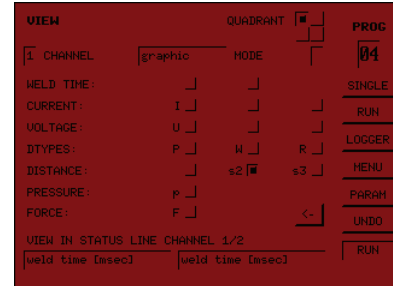 VIEW QUADRANT PROG
1 CHANNEL graphic MODE 04
WELD TIME: SINGLE
CURRENT: I RUN
VOLTAGE: U
DTYPES: P W R LOGGER
DISTANCE: s2 s3 MENU
PRESSURE: p PARAM
FORCE: F <- UNDO
VIEW IN STATUS LINE CHANNEL 1/2
weld time [msec] weld time [msec] RUN